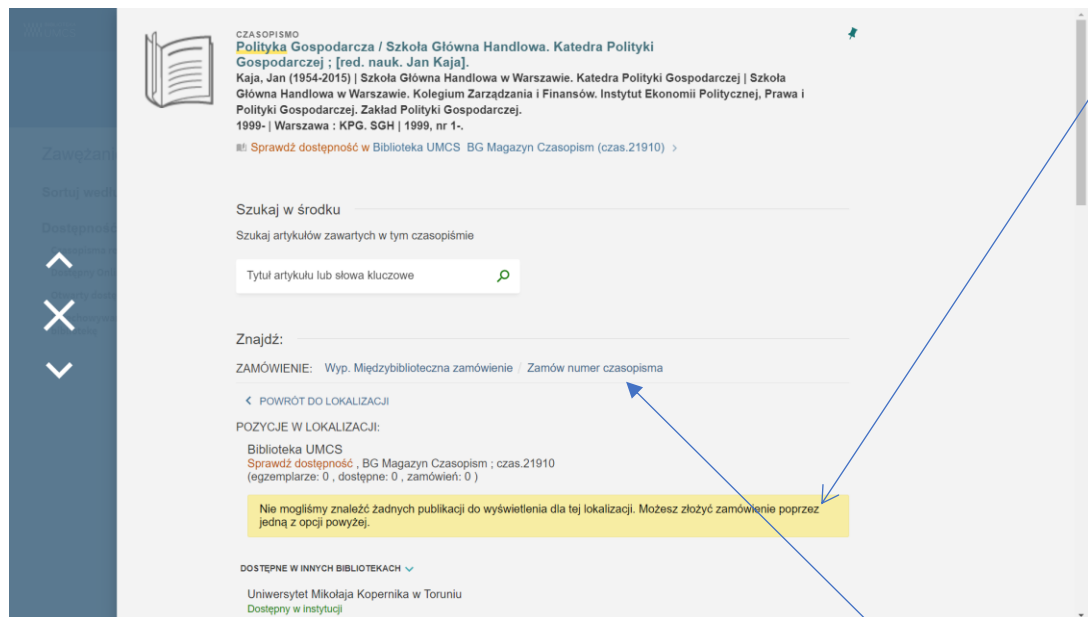 CZASOPISMO
Polityka Gospodarcza / Szkoła Główna Handlowa. Katedra Polityki
Gospodarczej ; [red. nauk. Jan Kaja].
Kaja, Jan (1954-2015) | Szkoła Główna Handlowa w Warszawie. Katedra Polityki Gospodarczej | Szkoła
Główna Handlowa w Warszawie. Kolegium Zarządzania i Finansów. Instytut Ekonomii Politycznej, Prawa i
Polityki Gospodarczej. Zakład Polityki Gospodarczej.
1999- | Warszawa : KPG. SGH | 1999, nr 1-.
Sprawdź dostępność w Biblioteka UMCS BG Magazyn Czasopism (czas.21910) >
Zawężani
Sortuj wedłu
Dostępność
Szukaj w środku
Szukaj artykułów zawartych w tym czasopiśmie
Tytuł artykułu lub słowa kluczowe
Znajdź:
ZAMÓWIENIE: Wyp. Międzybiblioteczna zamówienie / Zamów numer czasopisma
< POWRÓT DO LOKALIZACJI
POZYCJE W LOKALIZACJI:
Biblioteka UMCS
Sprawdź dostępność , BG Magazyn Czasopism ; czas.21910
(egzemplarze: 0 , dostępne: 0 , zamówień: 0 )
Nie mogliśmy znaleźć żadnych publikacji do wyświetlenia dla tej lokalizacji. Możesz złożyć zamówienie poprzez
jedną z opcji powyżej.
DOSTĘPNE W INNYCH BIBLIOTEKACH
Uniwersytet Mikołaja Kopernika w Toruniu
Dostępny w instytucji